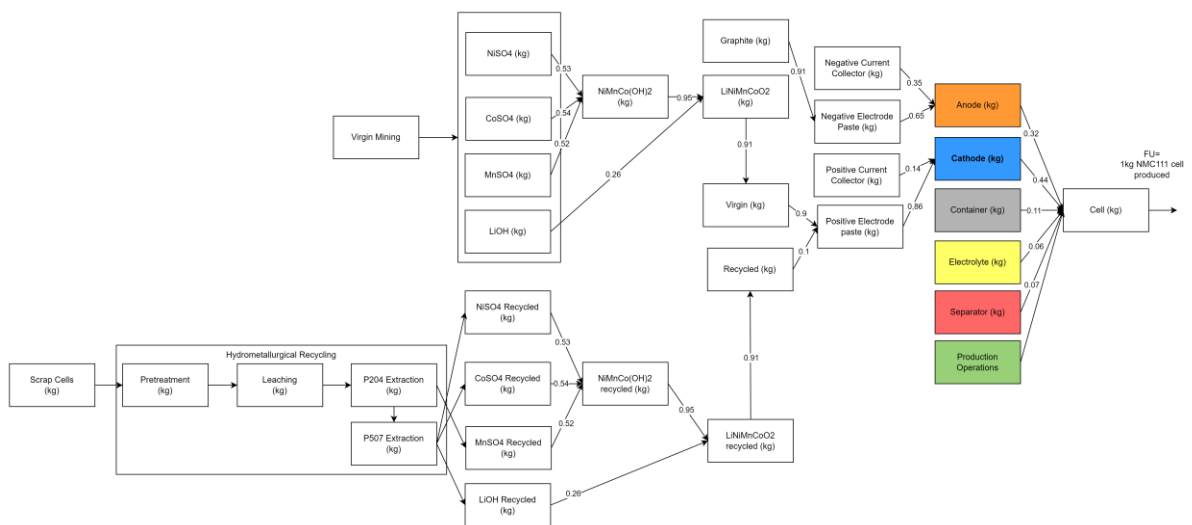 NiSO4 (kg)
CoSO4 (kg)
MnSO4 (kg)
LiOH (kg)
Virgin Mining
0.53
0.54
0.52
0.26
NiMnCo(OH)2
(kg)
0.95
LiNiMnCoO2
(kg)
0.91
Graphite (kg)
0.91
Negative Current
Collector (kg)
0.35
Negative Electrode
Paste (kg)
0.65
Positive Current
Collector (kg)
0.14
Virgin (kg)
0.9
Positive Electrode
paste (kg)
0.86
Recycled (kg)
0.1
Anode (kg)
0.32
Cathode (kg)
0.44
Container (kg)
0.11
Electrolyte (kg)
0.06
Separator (kg)
0.07
Production
Operations
Cell (kg)
FU=
1kg NMC111 cell
produced
Scrap Cells
(kg)
Hydrometallurgical Recycling
Pretreatment
(kg)
Leaching
(kg)
P204 Extraction
(kg)
P507 Extraction
(kg)
NiSO4 Recycled
(kg)
CoSO4 Recycled
(kg)
MnSO4 Recycled
(kg)
LiOH Recycled
(kg)
0.53
0.54
0.52
0.26
NiMnCo(OH)2
recycled (kg)
0.95
LiNiMnCoO2
recycled (kg)
0.91